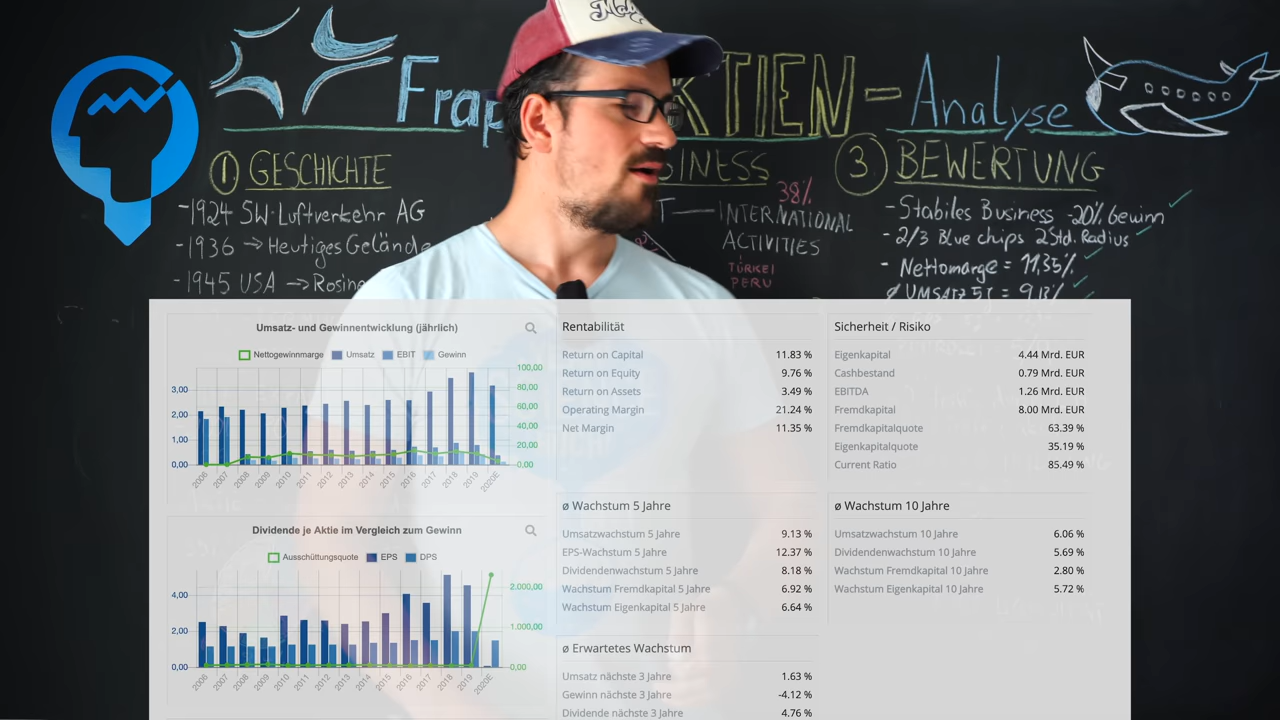 Frap KTIEN - Analyse
① GESCHICHTE
SINESS
③ BEWERTUNG
-1924 SW-Luftverkehr AG
-1936 → Heutiges Gelände
-1945 USA → Rosine
38%
T — INTERNATIONAL
ACTIVITIES
TÜRKEI
PERU
- Stabiles Business -20% Gewinn
- 2/3 Blue chips 2 Std. Radius
- Nettomarge = 11,35%
Ø UMSATZ 5J = 9,13%
Umsatz- und Gewinnentwicklung (jährlich)
Nettogewinnmarge Umsatz EBIT Gewinn
100,00
80,00
3,00
60,00
2,00
40,00
1,00
20,00
0,00
0,00
2006 2007 2008 2009 2010 2011 2012 2013 2014 2015 2016 2017 2018 2019 2020E
Dividende je Aktie im Vergleich zum Gewinn
Ausschüttungsquote EPS DPS
4,00
2.000,00
2,00
1.000,00
0,00
0,00
2006 2007 2008 2009 2010 2011 2012 2013 2014 2015 2016 2017 2018 2019 2020E
Rentabilität
Return on Capital 11.83 %
Return on Equity 9.76 %
Return on Assets 3.49 %
Operating Margin 21.24 %
Net Margin 11.35 %
Sicherheit / Risiko
Eigenkapital 4.44 Mrd. EUR
Cashbestand 0.79 Mrd. EUR
EBITDA 1.26 Mrd. EUR
Fremdkapital 8.00 Mrd. EUR
Fremdkapitalquote 63.39 %
Eigenkapitalquote 35.19 %
Current Ratio 85.49 %
ø Wachstum 5 Jahre
Umsatzwachstum 5 Jahre 9.13 %
EPS-Wachstum 5 Jahre 12.37 %
Dividendenwachstum 5 Jahre 8.18 %
Wachstum Fremdkapital 5 Jahre 6.92 %
Wachstum Eigenkapital 5 Jahre 6.64 %
ø Wachstum 10 Jahre
Umsatzwachstum 10 Jahre 6.06 %
Dividendenwachstum 10 Jahre 5.69 %
Wachstum Fremdkapital 10 Jahre 2.80 %
Wachstum Eigenkapital 10 Jahre 5.72 %
ø Erwartetes Wachstum
Umsatz nächste 3 Jahre 1.63 %
Gewinn nächste 3 Jahre -4.12 %
Dividende nächste 3 Jahre 4.76 %